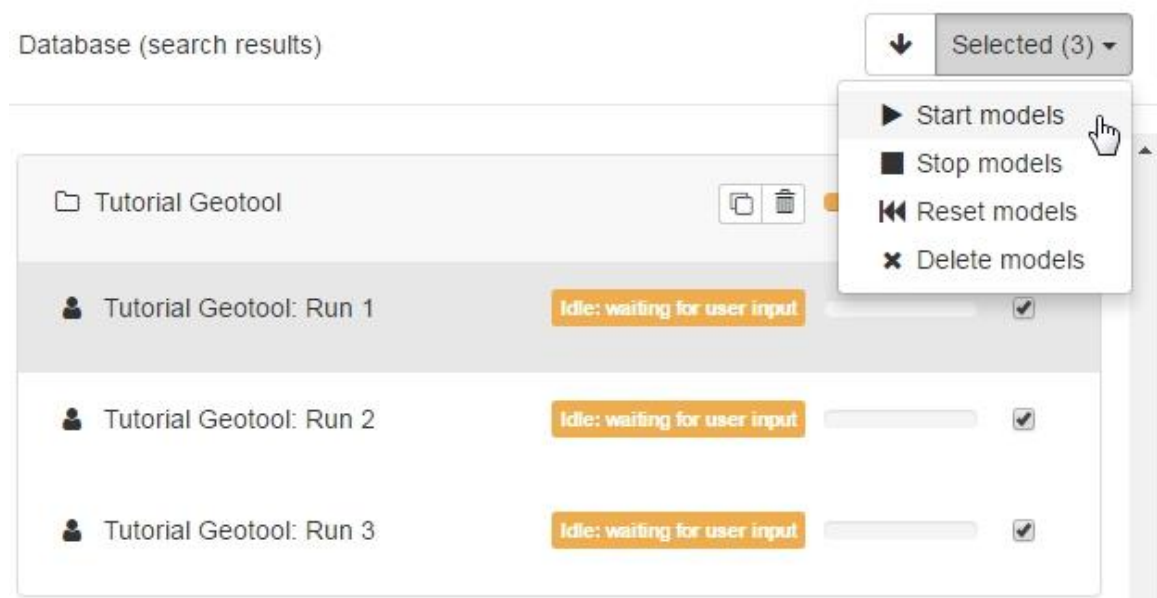 Database (search results)
Selected (3)
Start models
Stop models
Reset models
Delete models
Tutorial Geotool
Tutorial Geotool: Run 1
Idle: waiting for user input
Tutorial Geotool: Run 2
Idle: waiting for user input
Tutorial Geotool: Run 3
Idle: waiting for user input